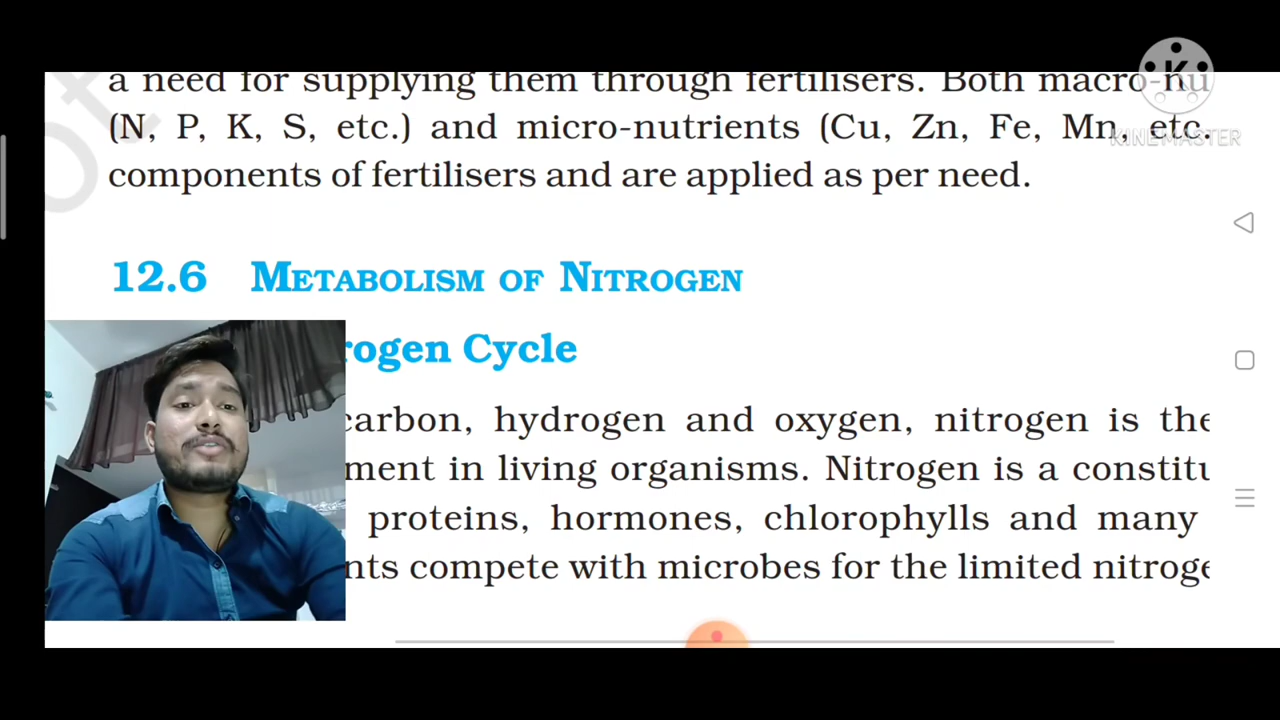 a need for supplying them through fertilisers. Both macro-nu
(N, P, K, S, etc.) and micro-nutrients (Cu, Zn, Fe, Mn, etc.
components of fertilisers and are applied as per need.
K
KINEMASTER
12.6 METABOLISM OF NITROGEN
rogen Cycle
carbon, hydrogen and oxygen, nitrogen is the
ment in living organisms. Nitrogen is a constitu
proteins, hormones, chlorophylls and many
nts compete with microbes for the limited nitroge